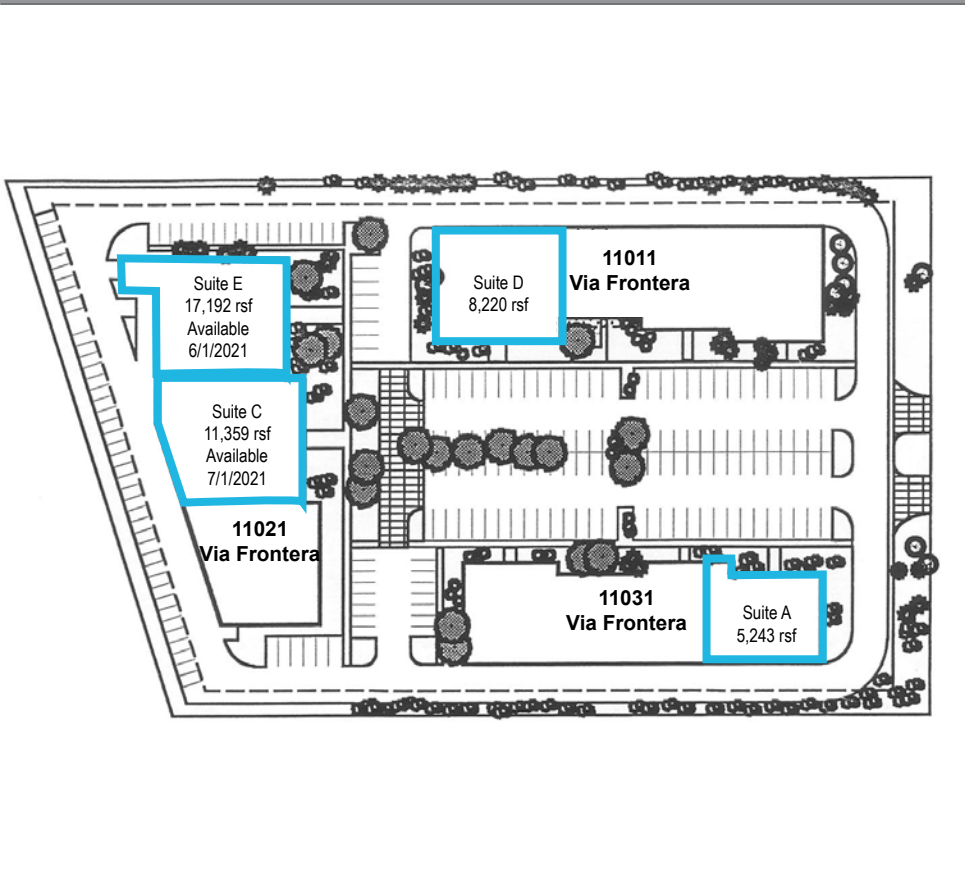 11011
Via Frontera
Suite D
8,220 rsf
Suite E
17,192 rsf
Available
6/1/2021
Suite C
11,359 rsf
Available
7/1/2021
11021
Via Frontera
11031
Via Frontera
Suite A
5,243 rsf